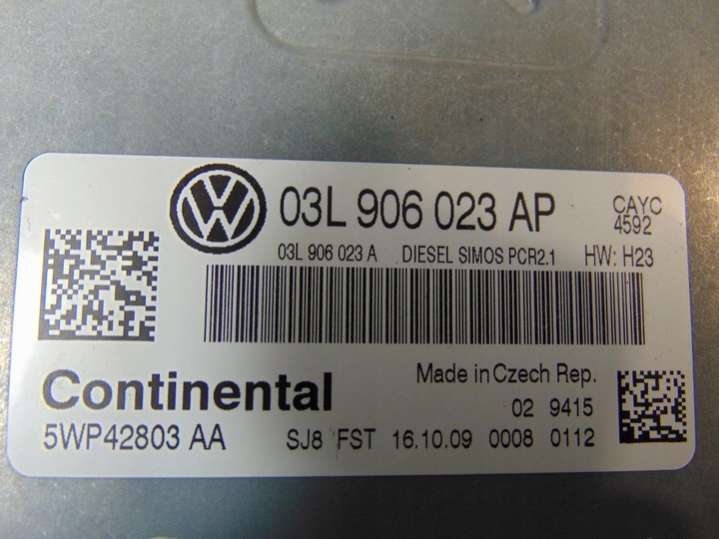 03L 906 023 AP
CAYC
4592
03L 906 023 A DIESEL SIMOS PCR2.1 HW: H23
Continental
Made in Czech Rep.
02 9415
5WP42803 AA SJ8 FST 16.10.09 0008 0112